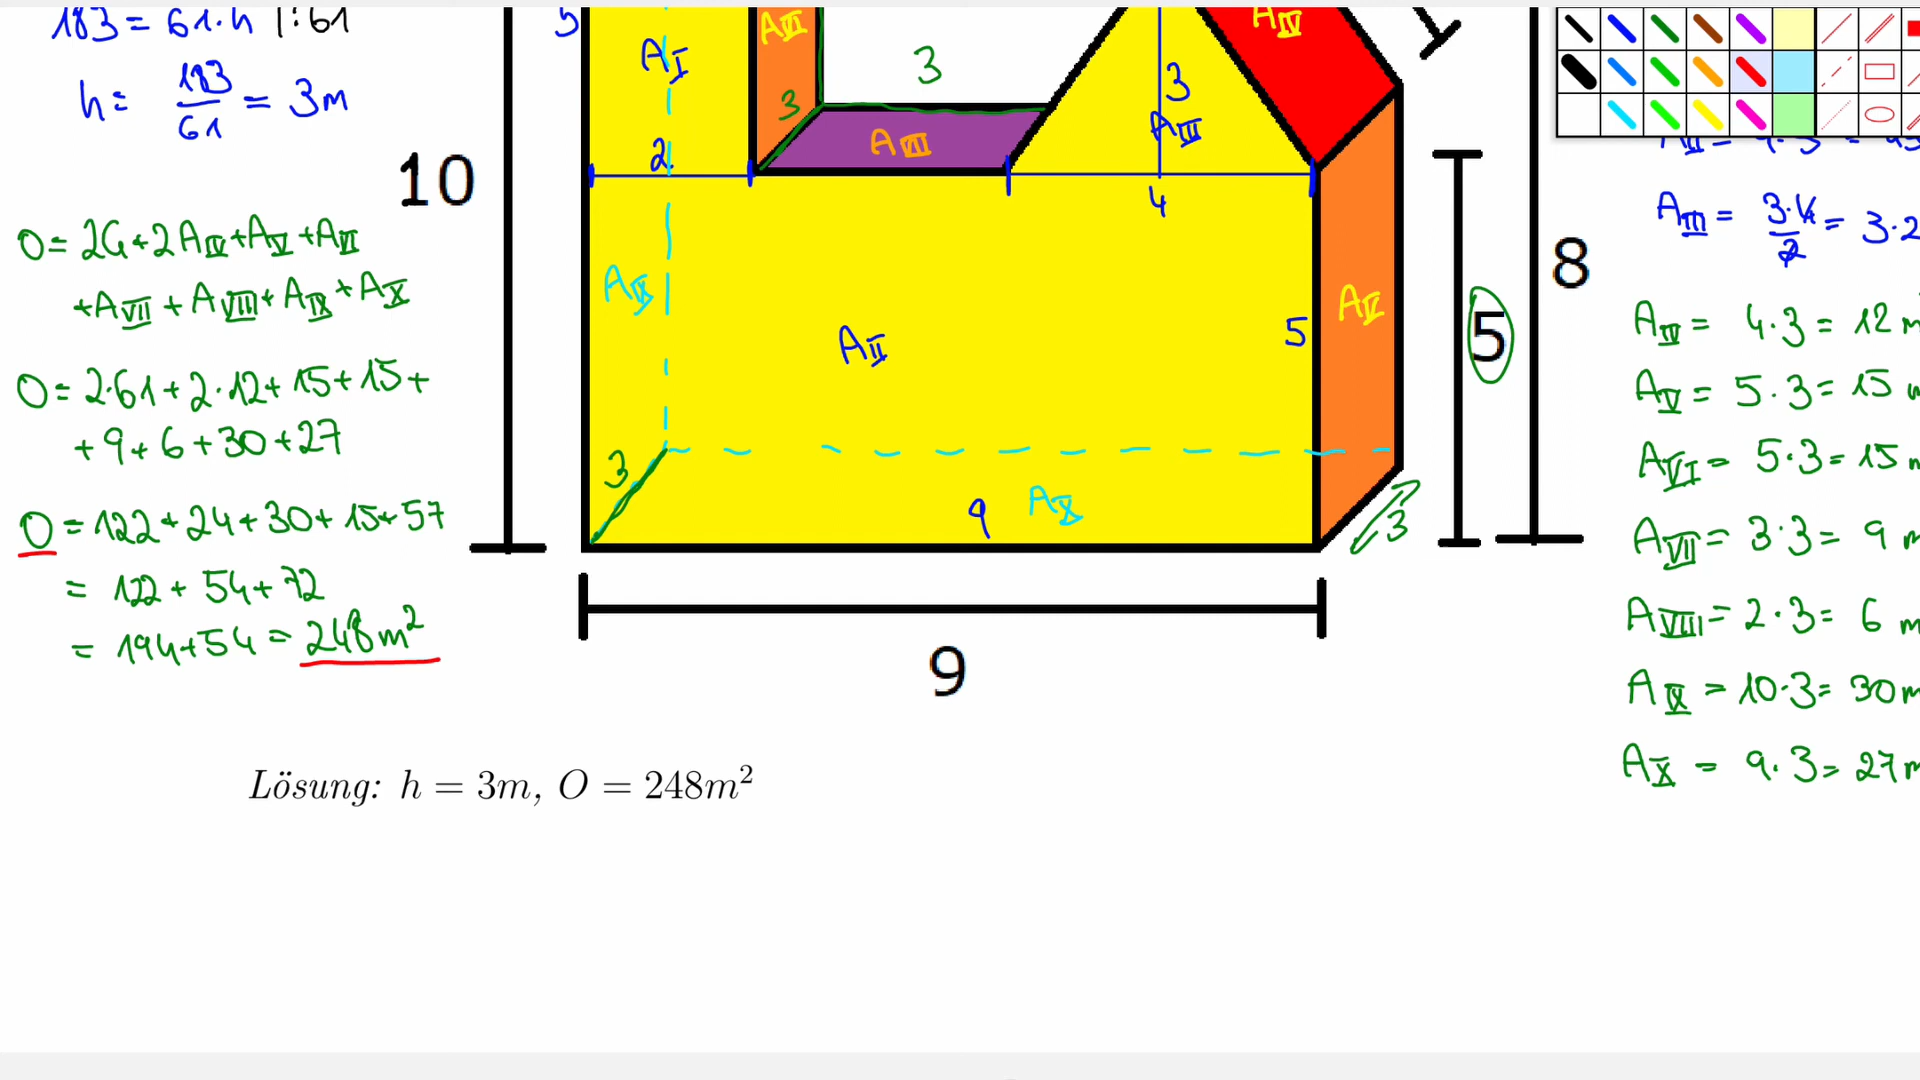 183 = 61·h |:61
h = 183/61 = 3m
O = 2G + 2A_IV + A_V + A_VI
+ A_VII + A_VIII + A_IX + A_X
O = 2·61 + 2·12 + 15 + 15 +
+ 9 + 6 + 30 + 27
O = 122 + 24 + 30 + 15 + 57
= 122 + 54 + 72
= 194 + 54 = 248m²
10
5
A_I
2
A_VI
3
3
A_VII
3
A_III
4
A_IV
A_IX
A_II
5
A_V
3
9
A_X
3
5
8
9
A_III = 3·4/2 = 3·2
A_IV = 4·3 = 12 m
A_V = 5·3 = 15
A_VI = 5·3 = 15
A_VII = 3·3 = 9
A_VIII = 2·3 = 6 m
A_IX = 10·3 = 30 m
A_X = 9·3 = 27
Lösung: h = 3m, O = 248m²